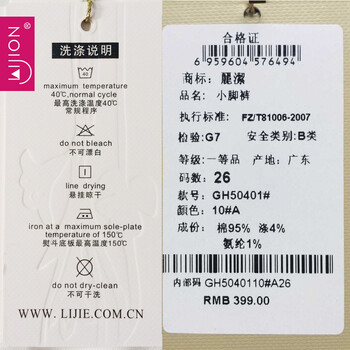 LIJION
洗涤说明
40
maximum temperature
40℃,normal cycle
最高洗涤温度40℃
常规程序
do not bleach
不可漂白
line drying
悬挂晾干
iron at a maximum sole-plate
temperature of 150℃
熨斗底板最高温度150℃
do not dry-clean
不可干洗
WWW.LIJIE.COM.CN
合格证
6959604576494
商标: 麗潔
品名: 小脚裤
执行标准: FZ/T81006-2007
检验: G7 安全类别: B类
等级: 一等品 产地: 广东
码数: 26
款号: GH50401#
颜色: 10#A
成份: 棉95% 涤4%
氨纶1%
内部码 GH5040110#A26
RMB 399.00